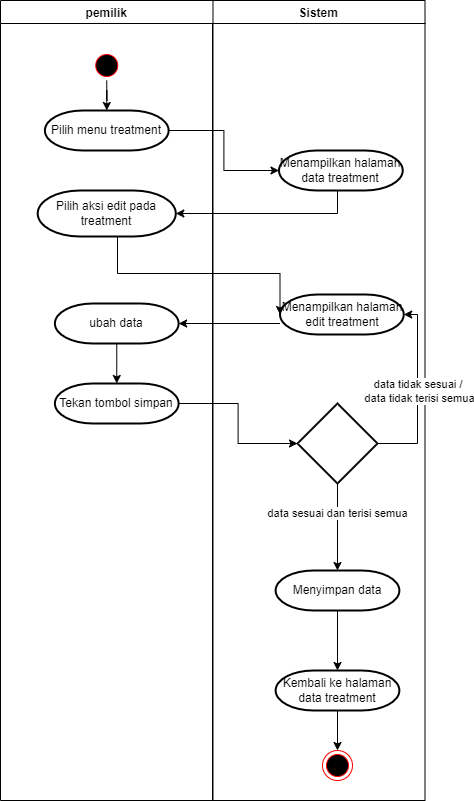 pemilik
Sistem
Pilih menu treatment
Menampilkan halaman
data treatment
Pilih aksi edit pada
treatment
Menampilkan halaman
edit treatment
ubah data
Tekan tombol simpan
data tidak sesuai /
data tidak terisi semua
data sesuai dan terisi semua
Menyimpan data
Kembali ke halaman
data treatment